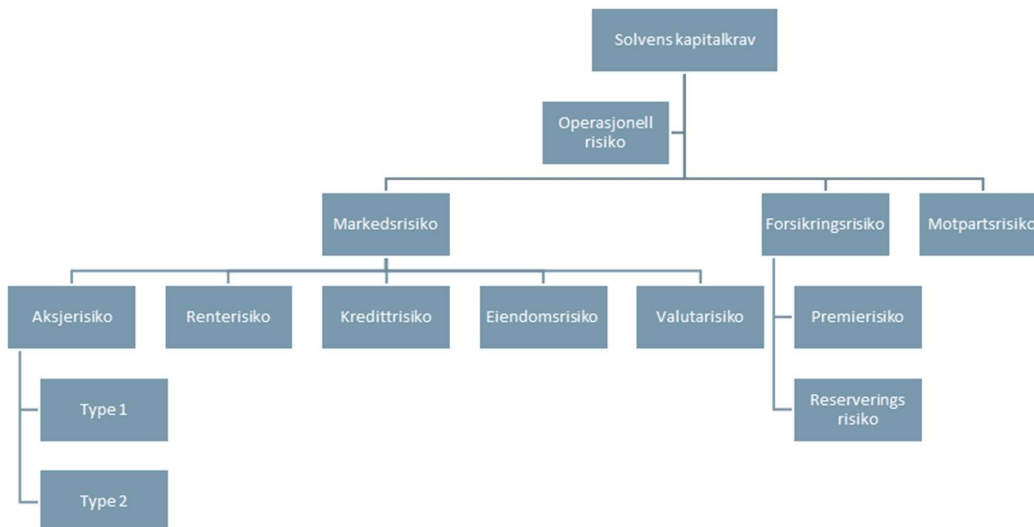 Solvens kapitalkrav
Operasjonell
risiko
Markedsrisiko
Forsikringsrisiko
Motpartsrisiko
Aksjerisiko
Renterisiko
Kredittrisiko
Eiendomsrisiko
Valutarisiko
Premierisiko
Type 1
Reserverings
risiko
Type 2